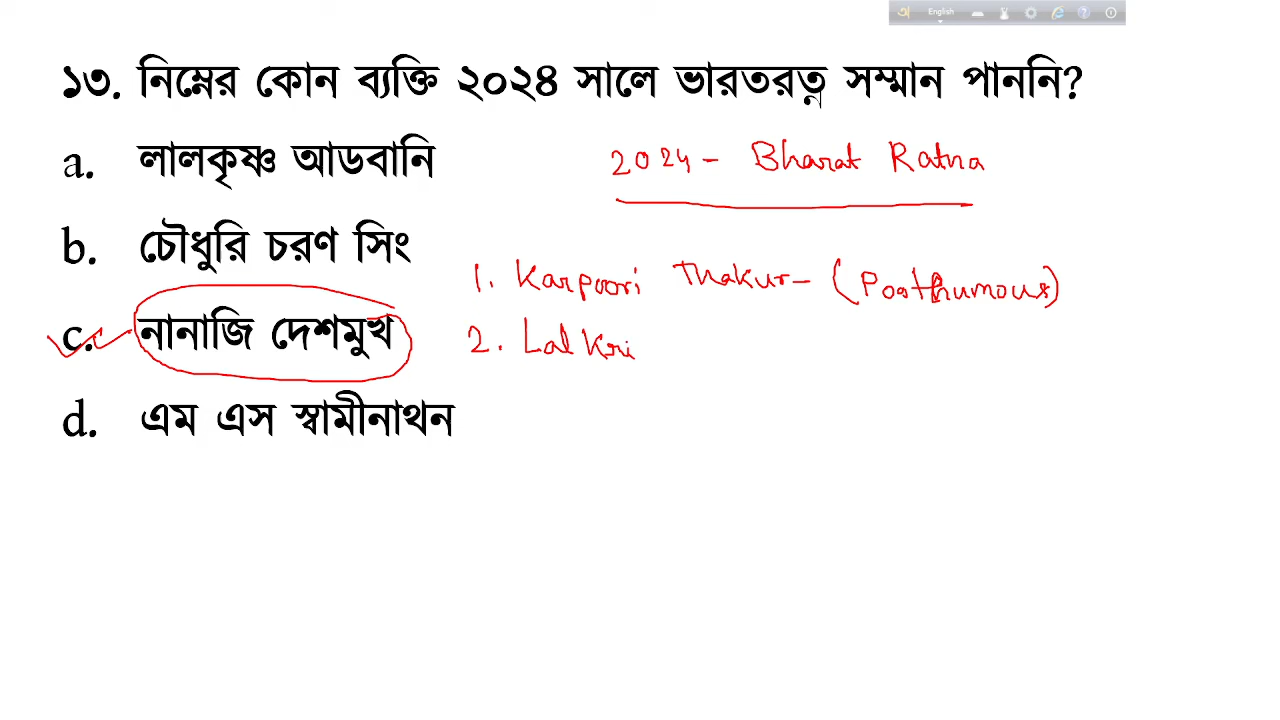 English
১৩. নিম্নের কোন ব্যক্তি ২০২৪ সালে ভারতরত্ন সম্মান পাননি?
a. লালকৃষ্ণ আডবানি
2024 - Bharat Ratna
b. চৌধুরি চরণ সিং
1. Karpoori Thakur - (Posthumous)
c. নানাজি দেশমুখ
2. Lal Kri
d. এম এস স্বামীনাথন